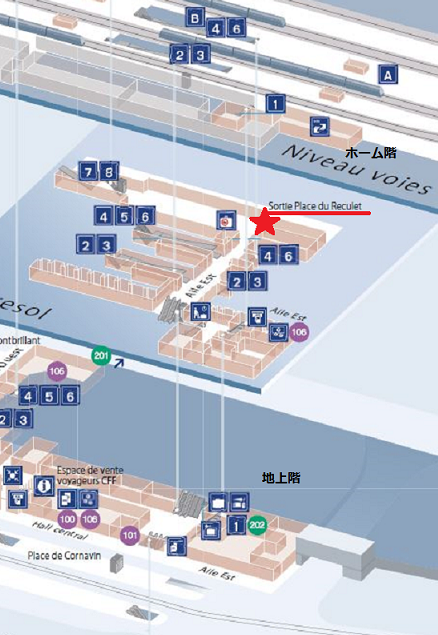 B
4 6
2 3
A
1
ホーム階
Niveau voies
7 8
4 5 6
Sortie Place du Reculet
2 3
4 6
Aile Est
2 3
Aile Est
106
esol
ontbrillant
201
Ouest
106
4 5 6
2 3
Espace de vente
voyageurs CFF
地上階
i
100 106
1 202
101
Hall central
Place de Cornavin
Aile Est